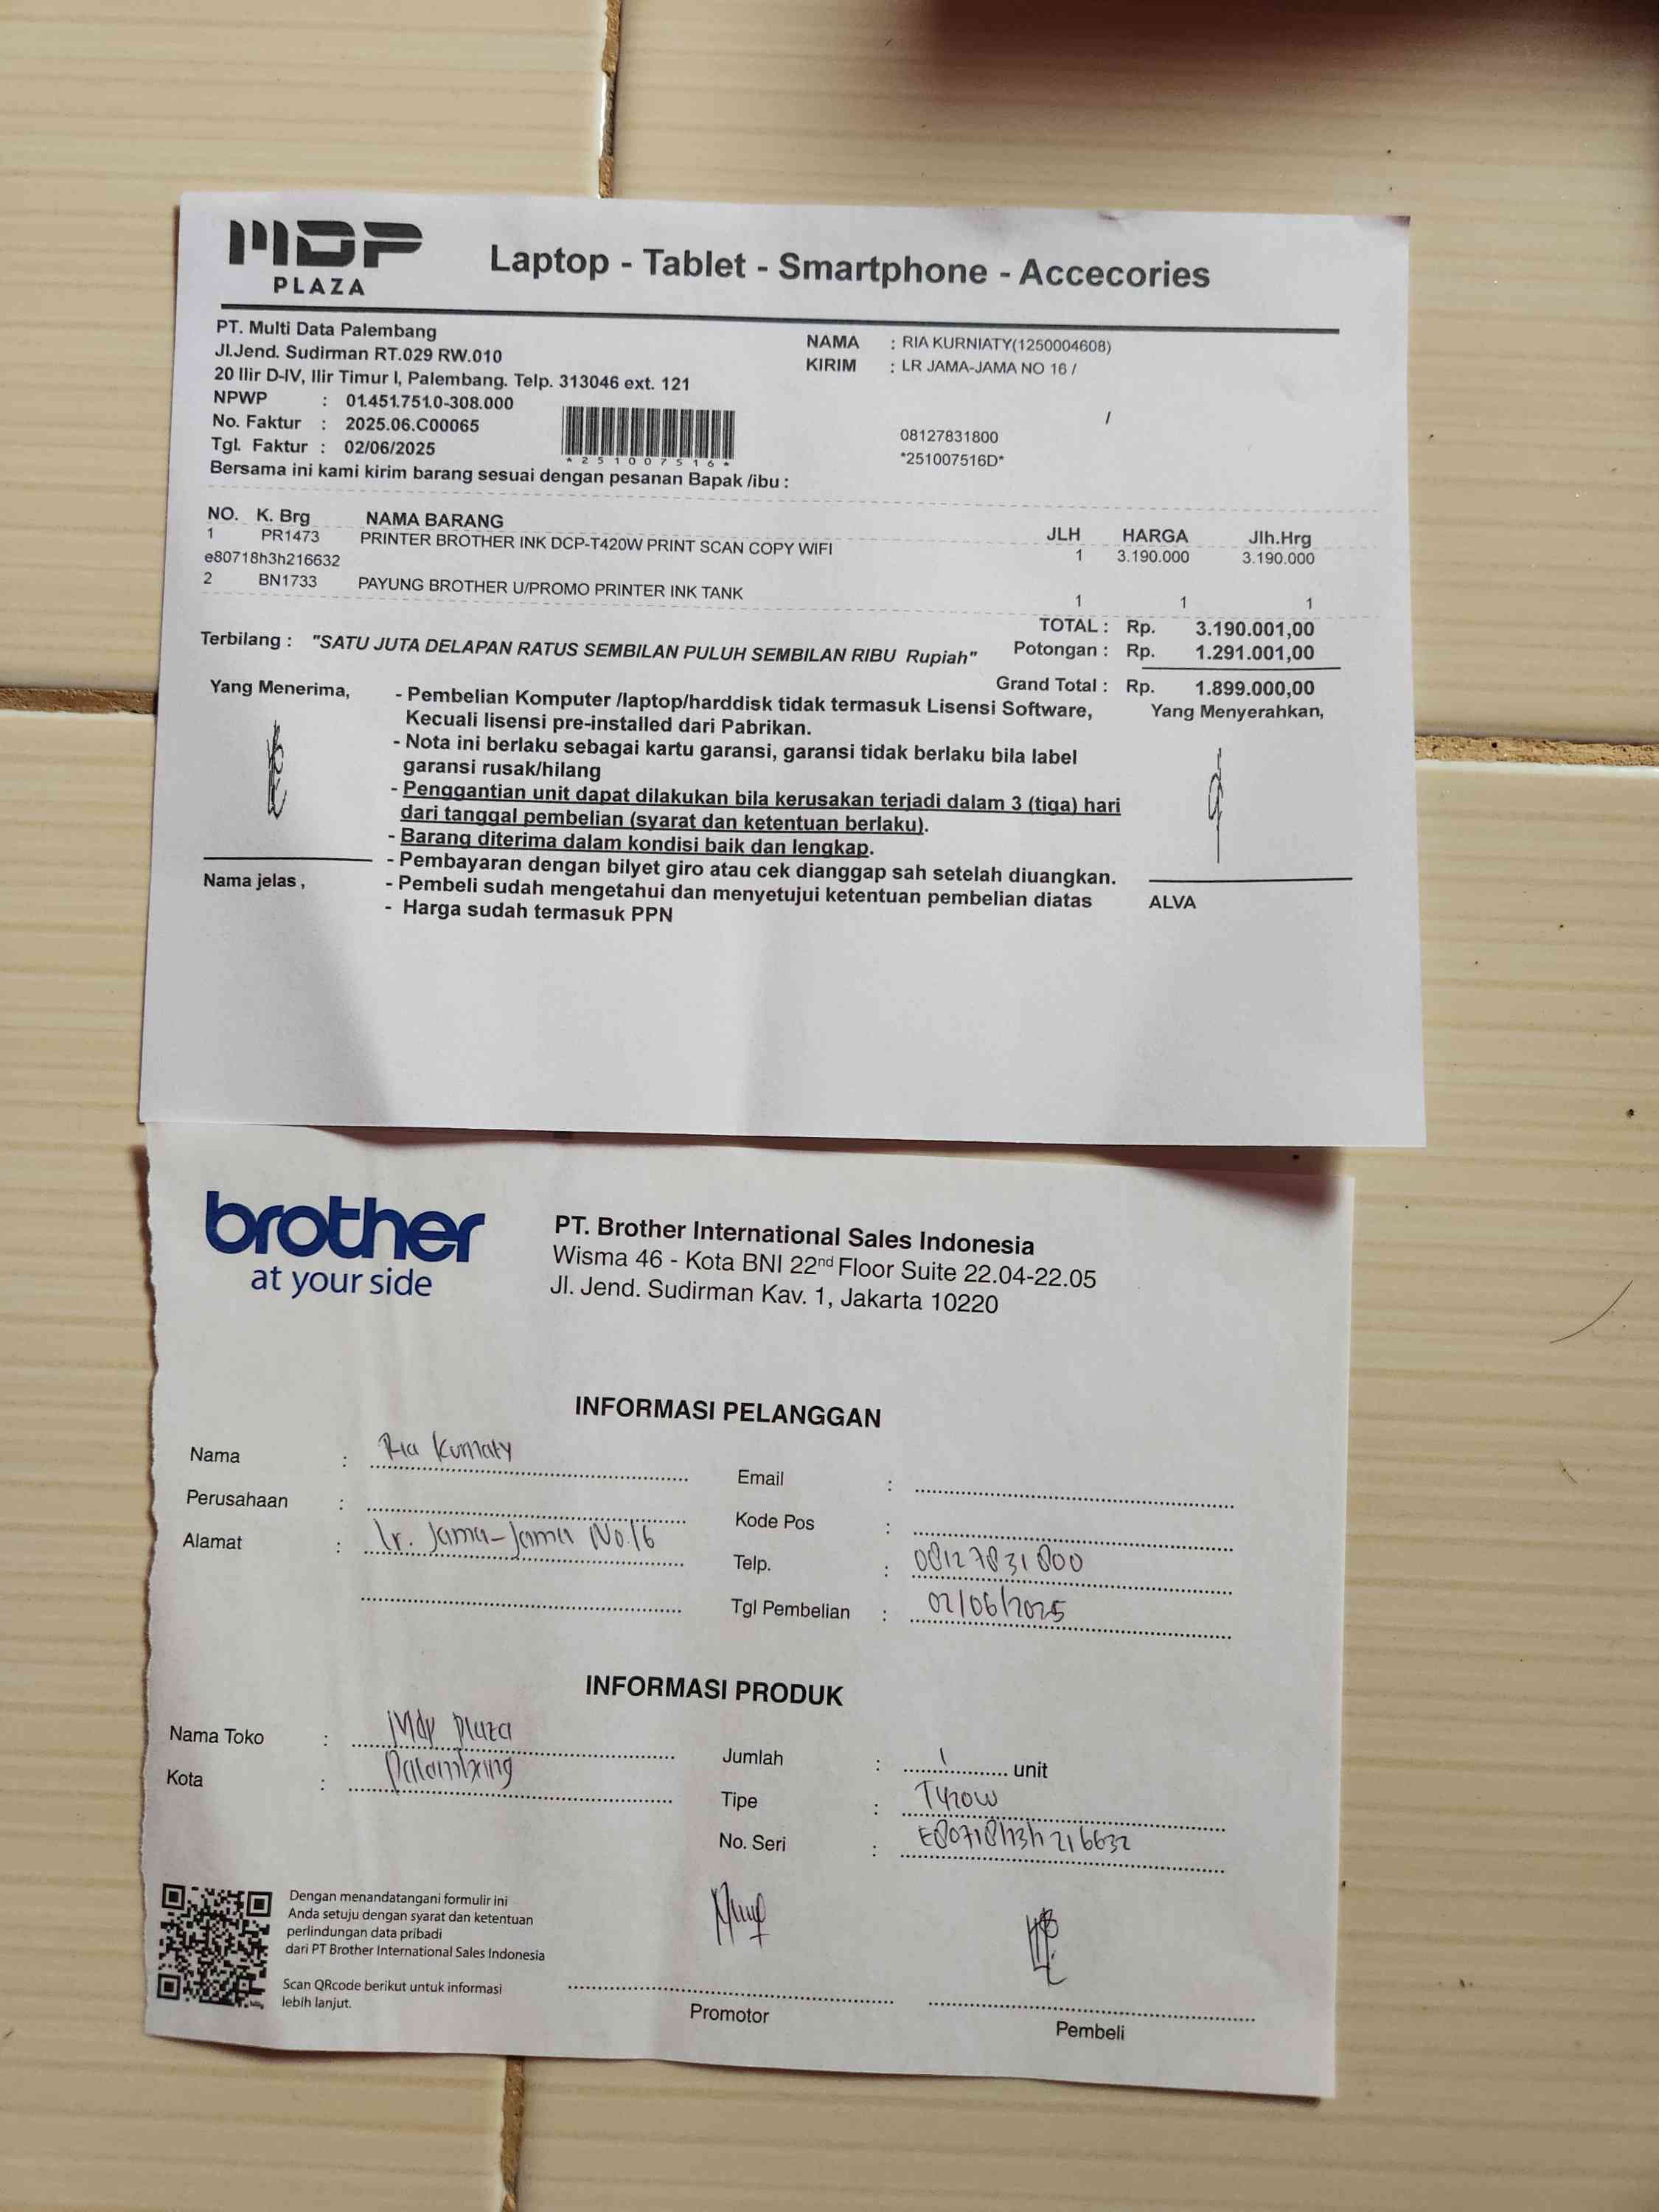 MDP
PLAZA
Laptop - Tablet - Smartphone - Accecories
PT. Multi Data Palembang
Jl.Jend. Sudirman RT.029 RW.010
20 Ilir D-IV, Ilir Timur I, Palembang. Telp. 313046 ext. 121
NPWP : 01.451.751.0-308.000
No. Faktur : 2025.06.C00065
Tgl. Faktur : 02/06/2025
*251007516*
NAMA : RIA KURNIATY(1250004608)
KIRIM : LR JAMA-JAMA NO 16 /
/
08127831800
*251007516D*
Bersama ini kami kirim barang sesuai dengan pesanan Bapak /ibu :
NO. K. Brg NAMA BARANG JLH HARGA Jlh.Hrg
1 PR1473 PRINTER BROTHER INK DCP-T420W PRINT SCAN COPY WIFI 1 3.190.000 3.190.000
e80718h3h216632
2 BN1733 PAYUNG BROTHER U/PROMO PRINTER INK TANK 1 1 1
TOTAL : Rp. 3.190.001,00
Terbilang : "SATU JUTA DELAPAN RATUS SEMBILAN PULUH SEMBILAN RIBU Rupiah" Potongan : Rp. 1.291.001,00
Grand Total : Rp. 1.899.000,00
Yang Menerima,
- Pembelian Komputer /laptop/harddisk tidak termasuk Lisensi Software,
Kecuali lisensi pre-installed dari Pabrikan.
- Nota ini berlaku sebagai kartu garansi, garansi tidak berlaku bila label
garansi rusak/hilang
- Penggantian unit dapat dilakukan bila kerusakan terjadi dalam 3 (tiga) hari
dari tanggal pembelian (syarat dan ketentuan berlaku).
- Barang diterima dalam kondisi baik dan lengkap.
- Pembayaran dengan bilyet giro atau cek dianggap sah setelah diuangkan.
- Pembeli sudah mengetahui dan menyetujui ketentuan pembelian diatas
- Harga sudah termasuk PPN
Yang Menyerahkan,
Nama jelas ,
ALVA
brother
at your side
PT. Brother International Sales Indonesia
Wisma 46 - Kota BNI 22nd Floor Suite 22.04-22.05
Jl. Jend. Sudirman Kav. 1, Jakarta 10220
INFORMASI PELANGGAN
Nama : Ria Kurniaty
Perusahaan :
Alamat : Lr. Jama-Jama No.16
Email :
Kode Pos :
Telp. : 08127831800
Tgl Pembelian : 02/06/2025
INFORMASI PRODUK
Nama Toko : Mdp Plaza
Kota : Palembang
Jumlah : 1 unit
Tipe : T420W
No. Seri : E80718H3H216632
Dengan menandatangani formulir ini
Anda setuju dengan syarat dan ketentuan
perlindungan data pribadi
dari PT Brother International Sales Indonesia
Scan QRcode berikut untuk informasi
lebih lanjut.
Promotor
Pembeli